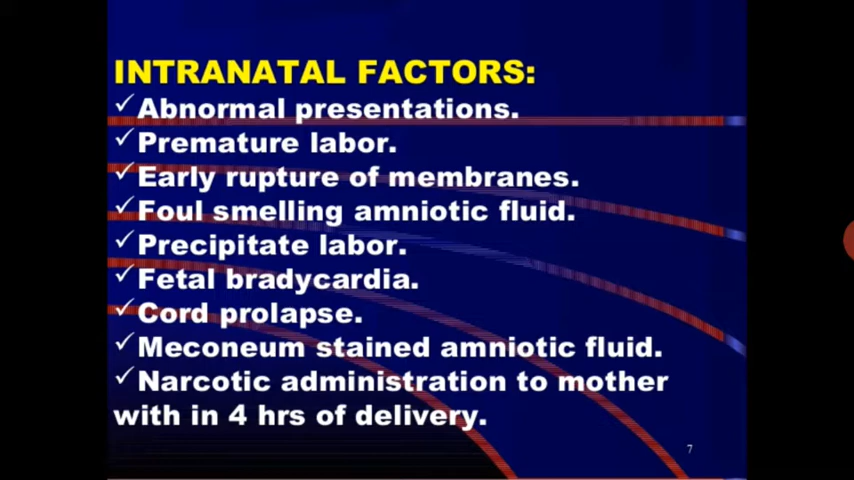 INTRANATAL FACTORS:
✓Abnormal presentations.
✓Premature labor.
✓Early rupture of membranes.
✓Foul smelling amniotic fluid.
✓Precipitate labor.
✓Fetal bradycardia.
✓Cord prolapse.
✓Meconeum stained amniotic fluid.
✓Narcotic administration to mother
with in 4 hrs of delivery.
7